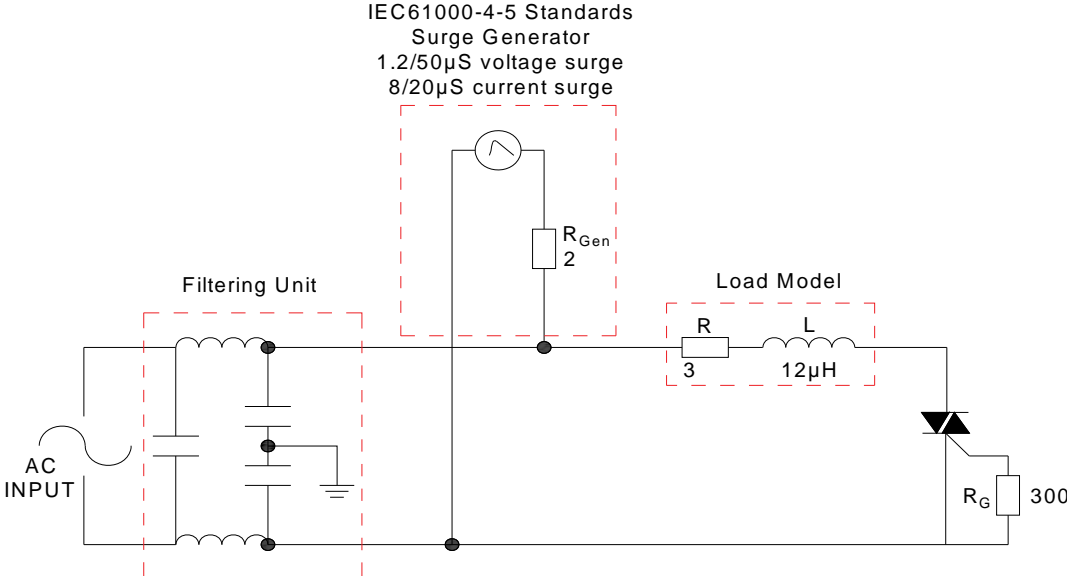 IEC61000-4-5 Standards
Surge Generator
1.2/50µS voltage surge
8/20µS current surge
RGen
2
Filtering Unit
Load Model
R
L
3
12µH
AC
INPUT
RG
300